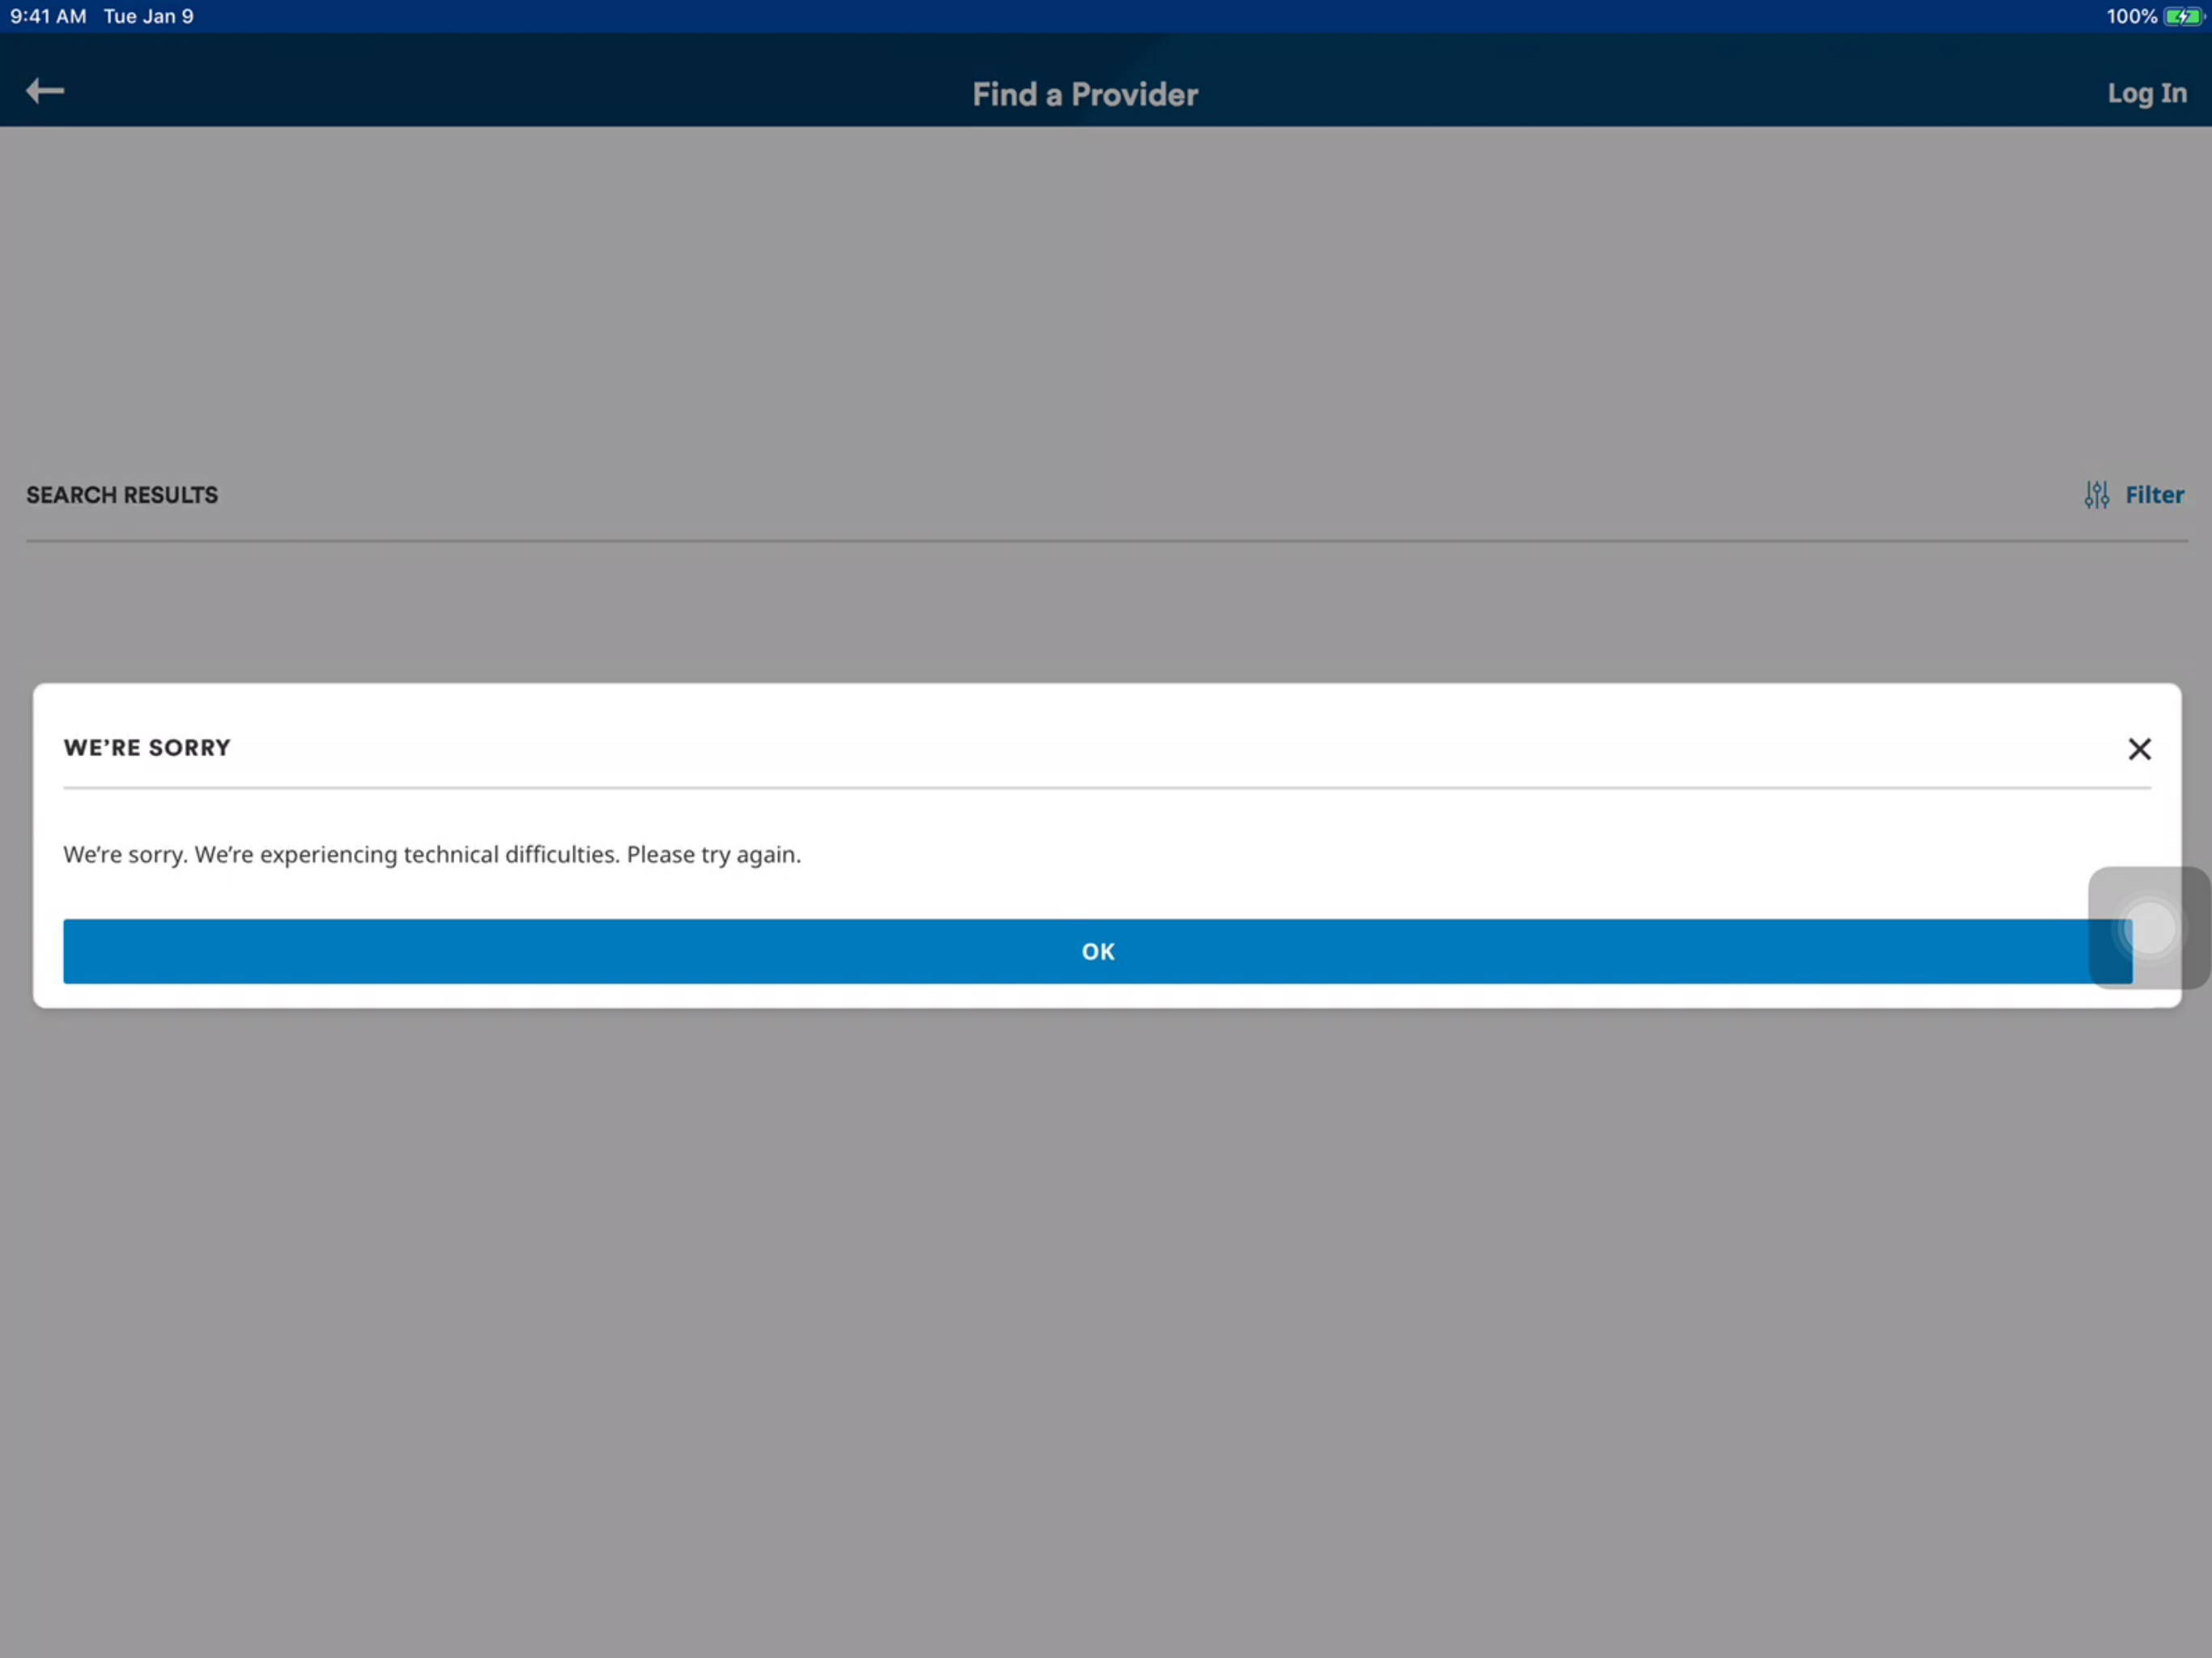 9:41 AM Tue Jan 9 100%
Find a Provider Log In
SEARCH RESULTS Filter
WE’RE SORRY
We’re sorry. We’re experiencing technical difficulties. Please try again.
OK